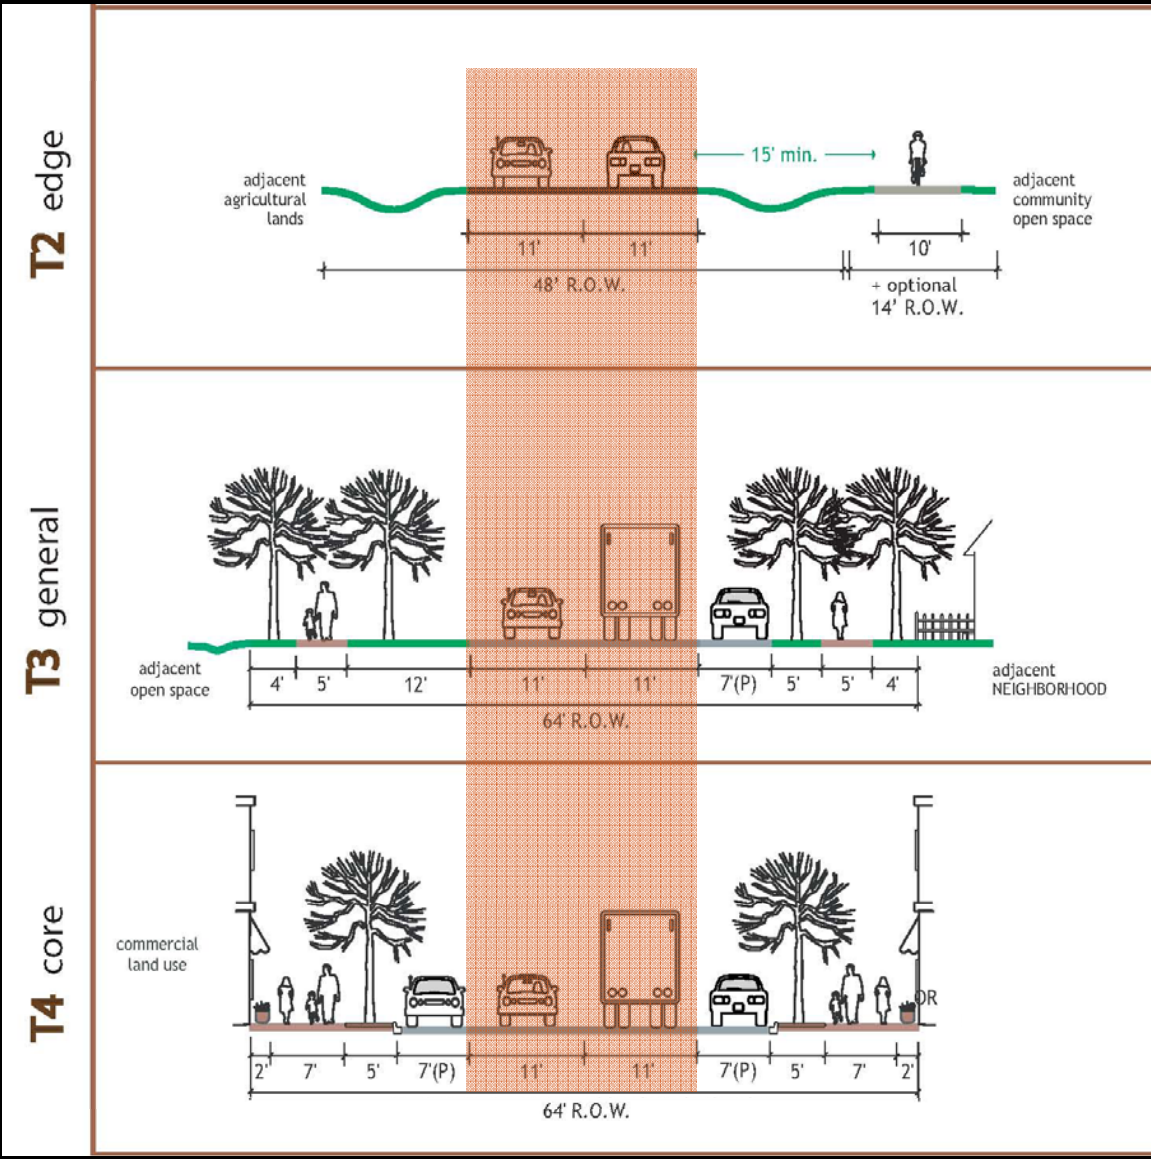 T2 edge
adjacent
agricultural
lands
15' min.
adjacent
community
open space
11' 11' 10'
48' R.O.W.
+ optional
14' R.O.W.
T3 general
adjacent
open space
4' 5' 12' 11' 11' 7'(P) 5' 5' 4'
adjacent
NEIGHBORHOOD
64' R.O.W.
T4 core
commercial
land use
OR
2' 7' 5' 7'(P) 11' 11' 7'(P) 5' 7' 2'
64' R.O.W.